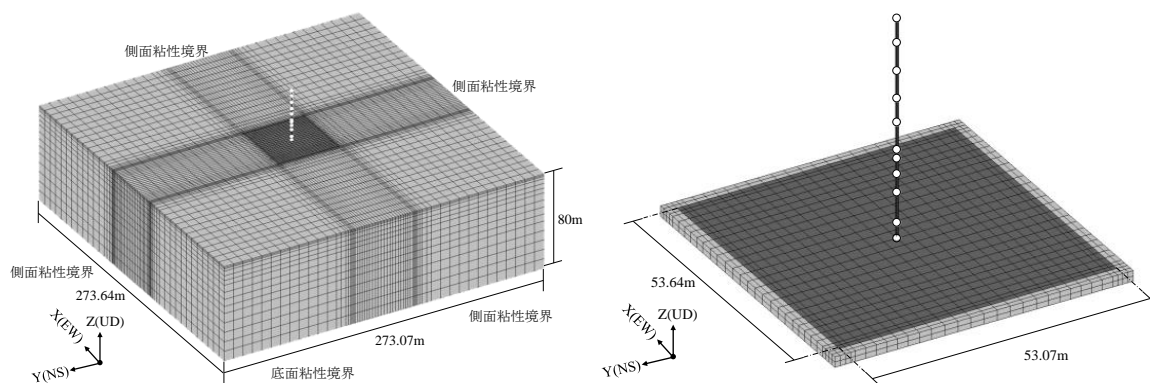 側面粘性境界
側面粘性境界
80m
側面粘性境界
273.64m
側面粘性境界
273.07m
底面粘性境界
Z(UD)
X(EW)
Y(NS)
53.64m
53.07m
Z(UD)
X(EW)
Y(NS)